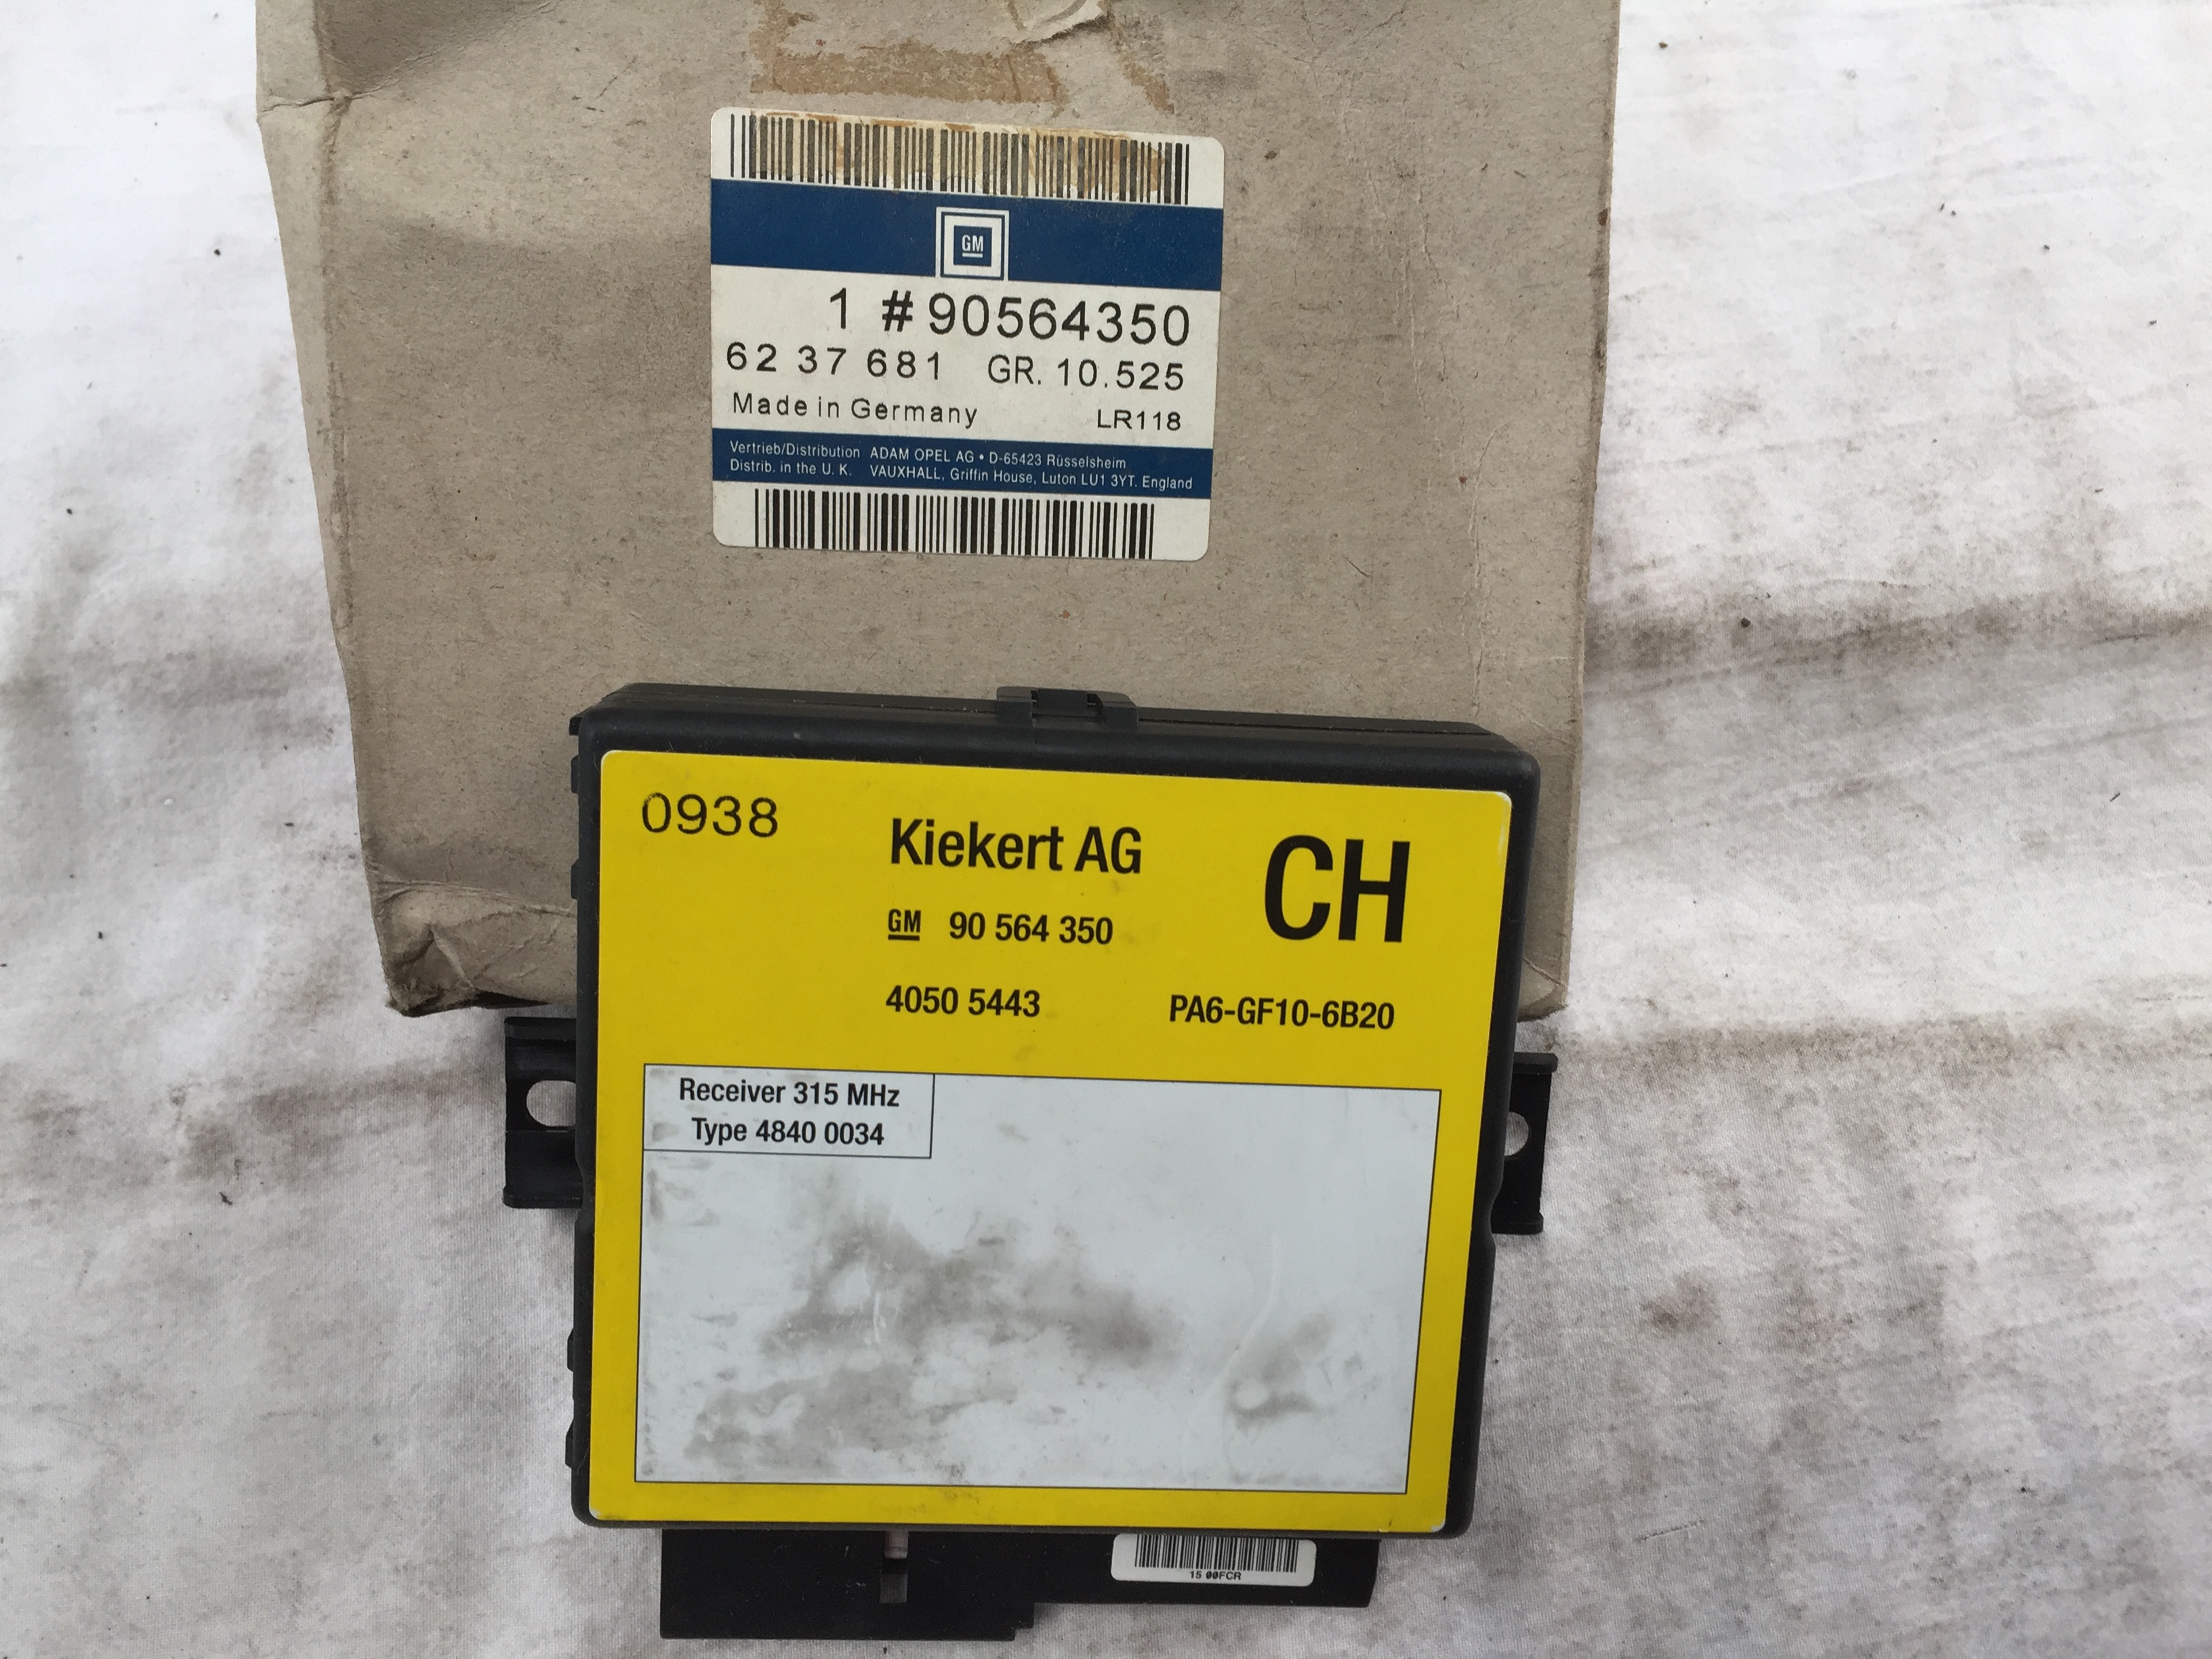 GM
1 #90564350
62 37 681 GR. 10.525
Made in Germany LR118
Vertrieb/Distribution ADAM OPEL AG • D-65423 Rüsselsheim
Distrib. in the U. K. VAUXHALL, Griffin House, Luton LU1 3YT. England
0938 Kiekert AG CH
GM 90 564 350
4050 5443 PA6-GF10-6B20
Receiver 315 MHz
Type 4840 0034
15 00FCR